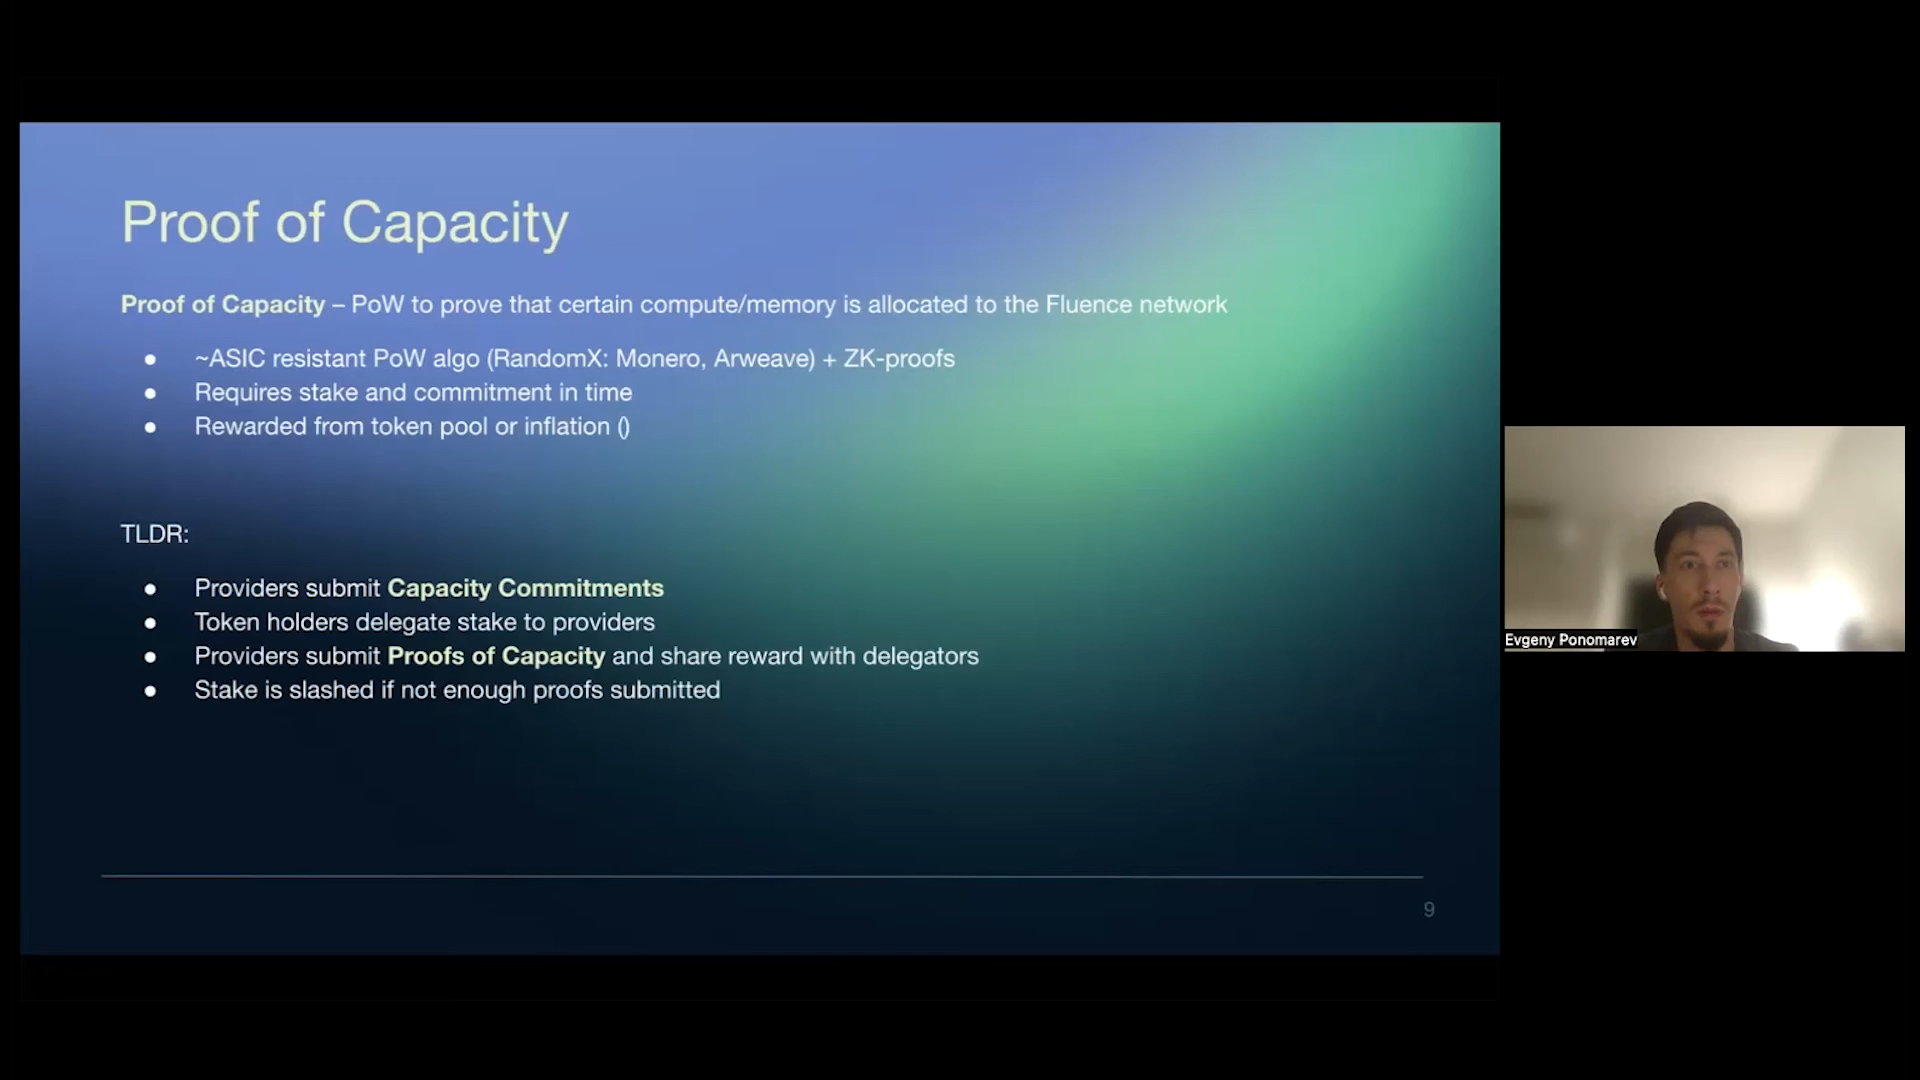 Proof of Capacity
Proof of Capacity – PoW to prove that certain compute/memory is allocated to the Fluence network
● ~ASIC resistant PoW algo (RandomX: Monero, Arweave) + ZK-proofs
● Requires stake and commitment in time
● Rewarded from token pool or inflation ()
TLDR:
● Providers submit Capacity Commitments
● Token holders delegate stake to providers
● Providers submit Proofs of Capacity and share reward with delegators
● Stake is slashed if not enough proofs submitted
9
Evgeny Ponomarev